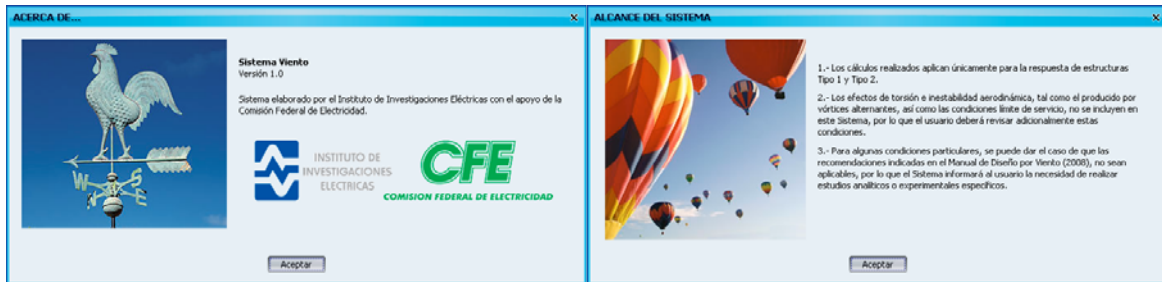 ACERCA DE...
Sistema Viento
Versión 1.0
Sistema elaborado por el Instituto de Investigaciones Eléctricas con el apoyo de la
Comisión Federal de Electricidad.
INSTITUTO DE
INVESTIGACIONES
ELECTRICAS
CFE
COMISION FEDERAL DE ELECTRICIDAD
Aceptar
ALCANCE DEL SISTEMA
1.- Los cálculos realizados aplican únicamente para la respuesta de estructuras
Tipo 1 y Tipo 2.
2.- Los efectos de torsión e inestabilidad aerodinámica, tal como el producido por
vórtices alternantes, así como las condiciones límite de servicio, no se incluyen en
este Sistema, por lo que el usuario deberá revisar adicionalmente estas
condiciones.
3.- Para algunas condiciones particulares, se puede dar el caso de que las
recomendaciones indicadas en el Manual de Diseño por Viento (2008), no sean
aplicables, por lo que el Sistema informará al usuario la necesidad de realizar
estudios analíticos o experimentales específicos.
Aceptar